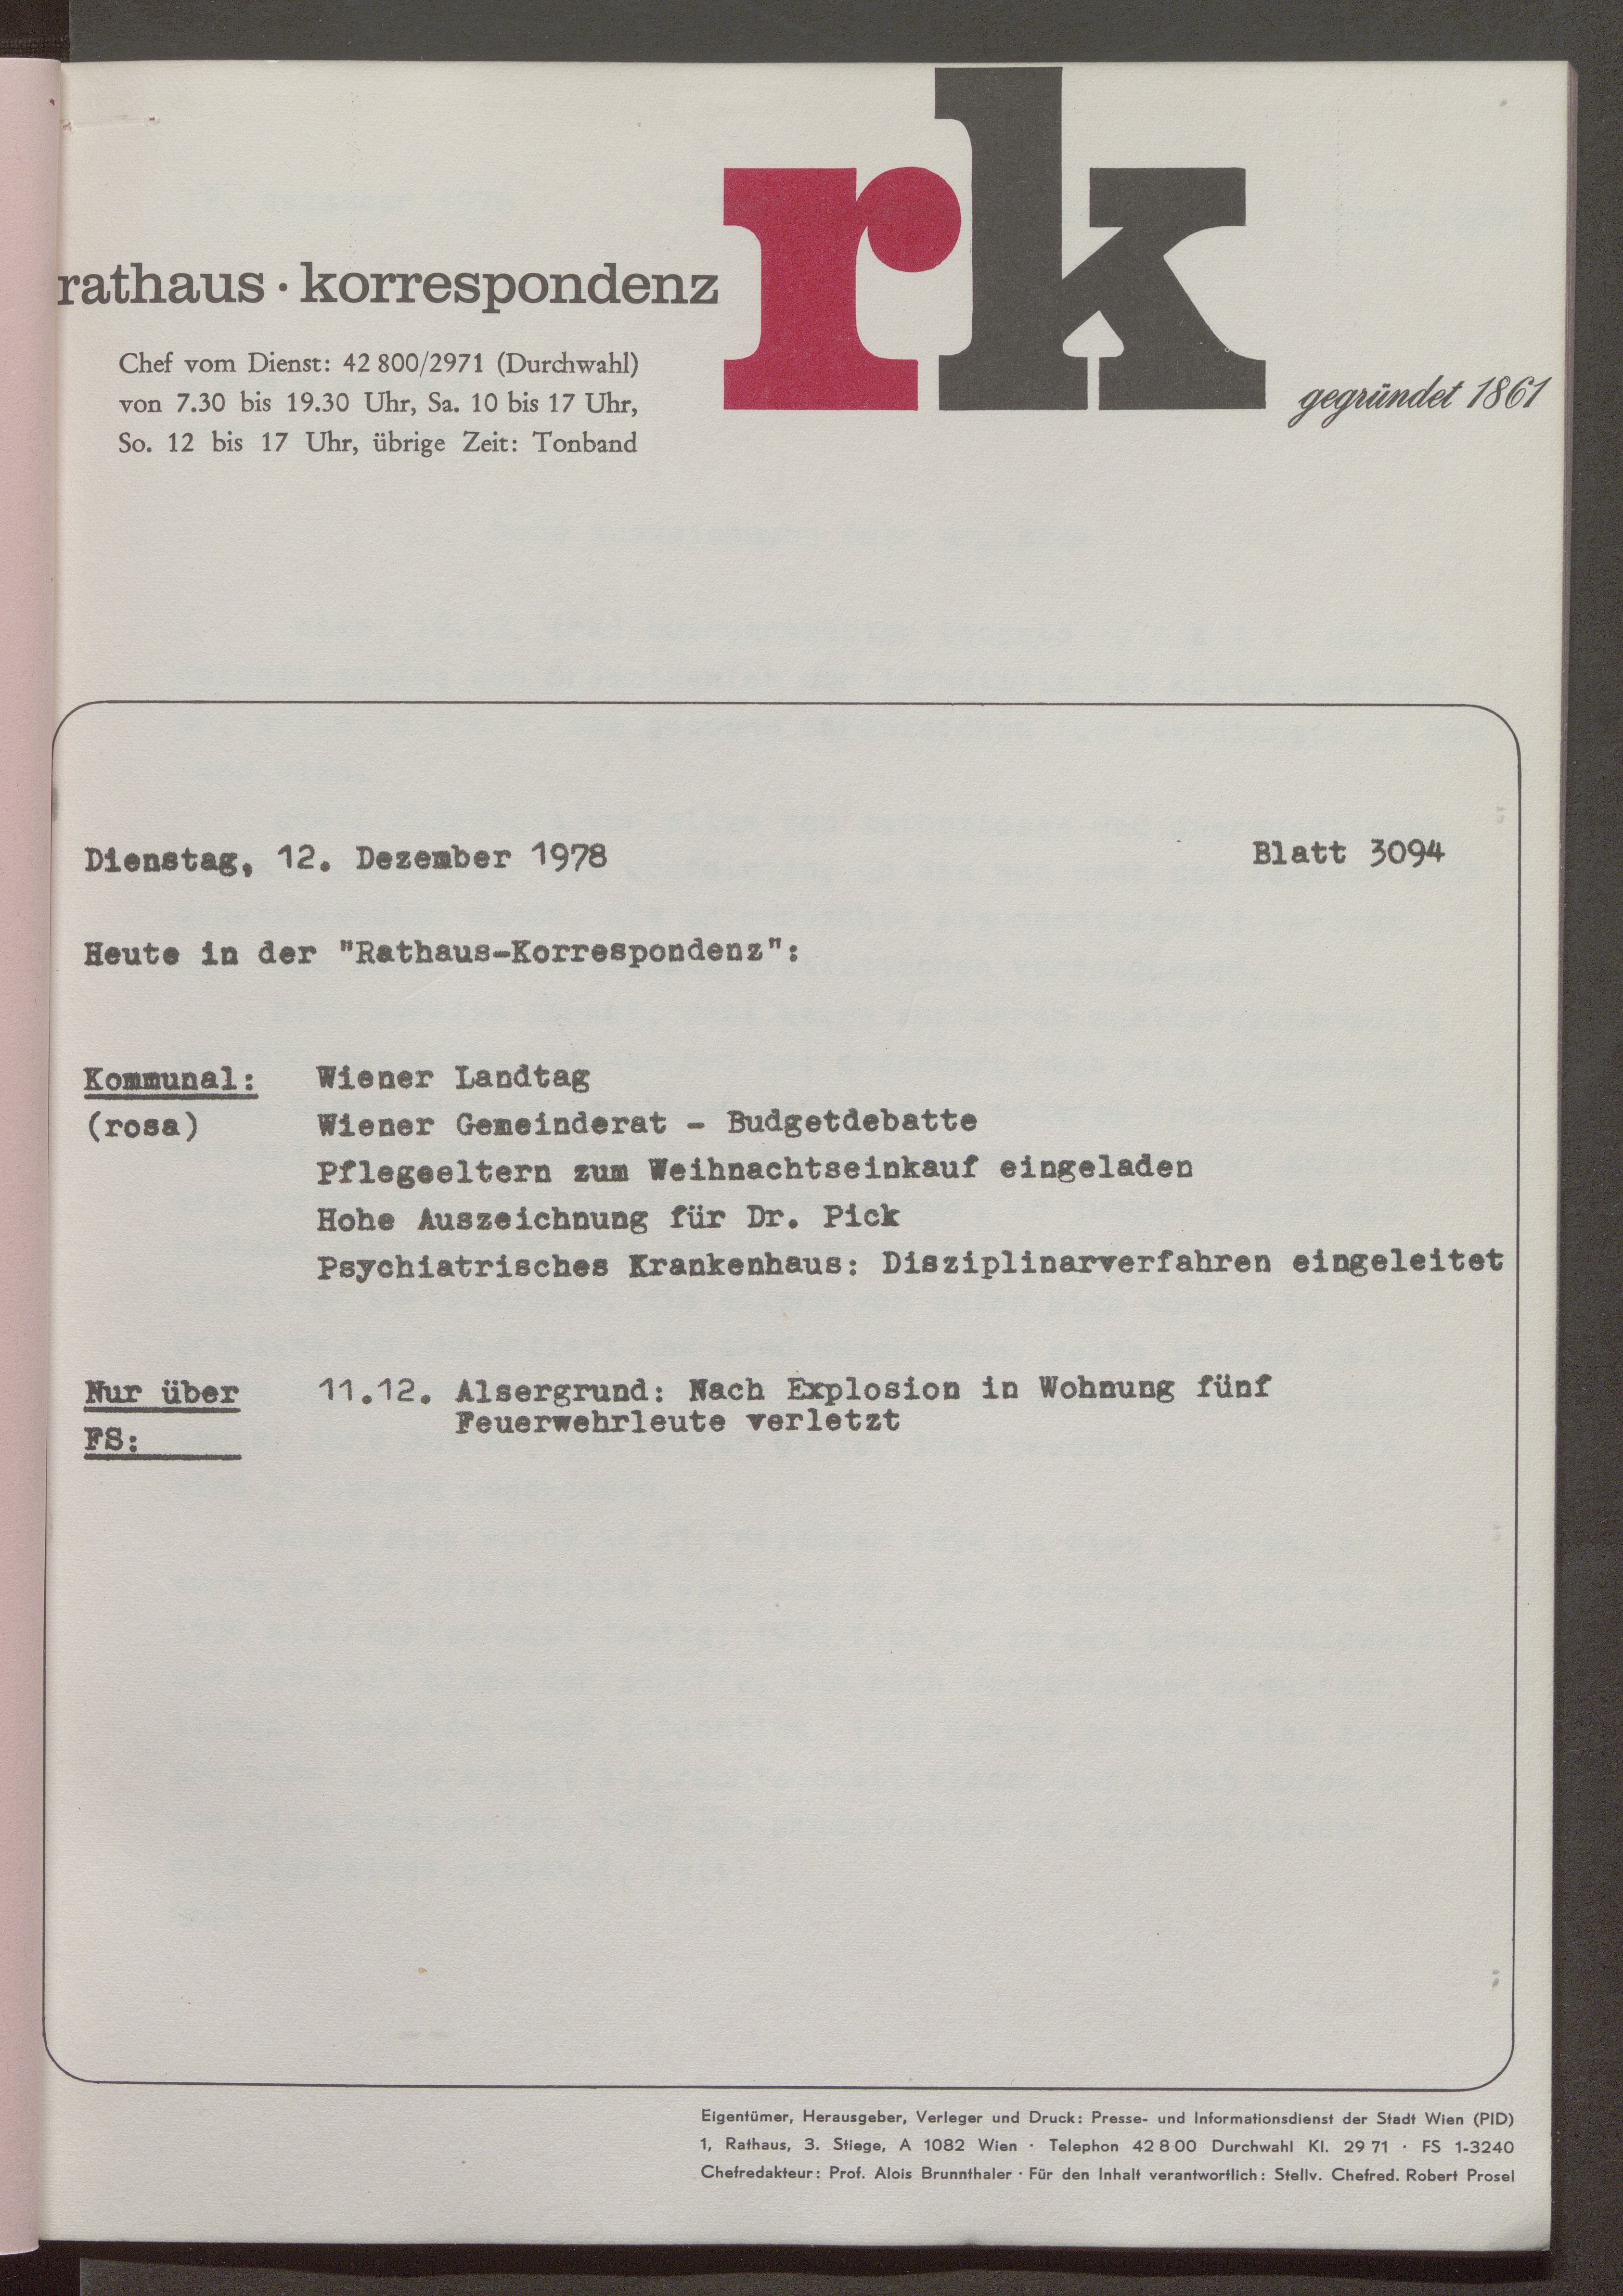 rk
rathaus · korrespondenz
gegründet 1861
Chef vom Dienst: 42 800/2971 (Durchwahl)
von 7.30 bis 19.30 Uhr, Sa. 10 bis 17 Uhr,
So. 12 bis 17 Uhr, übrige Zeit: Tonband
Dienstag, 12. Dezember 1978 Blatt 3094
Heute in der "Rathaus-Korrespondenz":
Kommunal: Wiener Landtag
(rosa) Wiener Gemeinderat - Budgetdebatte
Pflegeeltern zum Weihnachtseinkauf eingeladen
Hohe Auszeichnung für Dr. Pick
Psychiatrisches Krankenhaus: Disziplinarverfahren eingeleitet
Nur über 11.12. Alsergrund: Nach Explosion in Wohnung fünf
FS: Feuerwehrleute verletzt
Eigentümer, Herausgeber, Verleger und Druck: Presse- und Informationsdienst der Stadt Wien (PID)
1, Rathaus, 3. Stiege, A 1082 Wien · Telephon 42 8 00 Durchwahl Kl. 29 71 · FS 1-3240
Chefredakteur: Prof. Alois Brunnthaler · Für den Inhalt verantwortlich: Stellv. Chefred. Robert Prosel